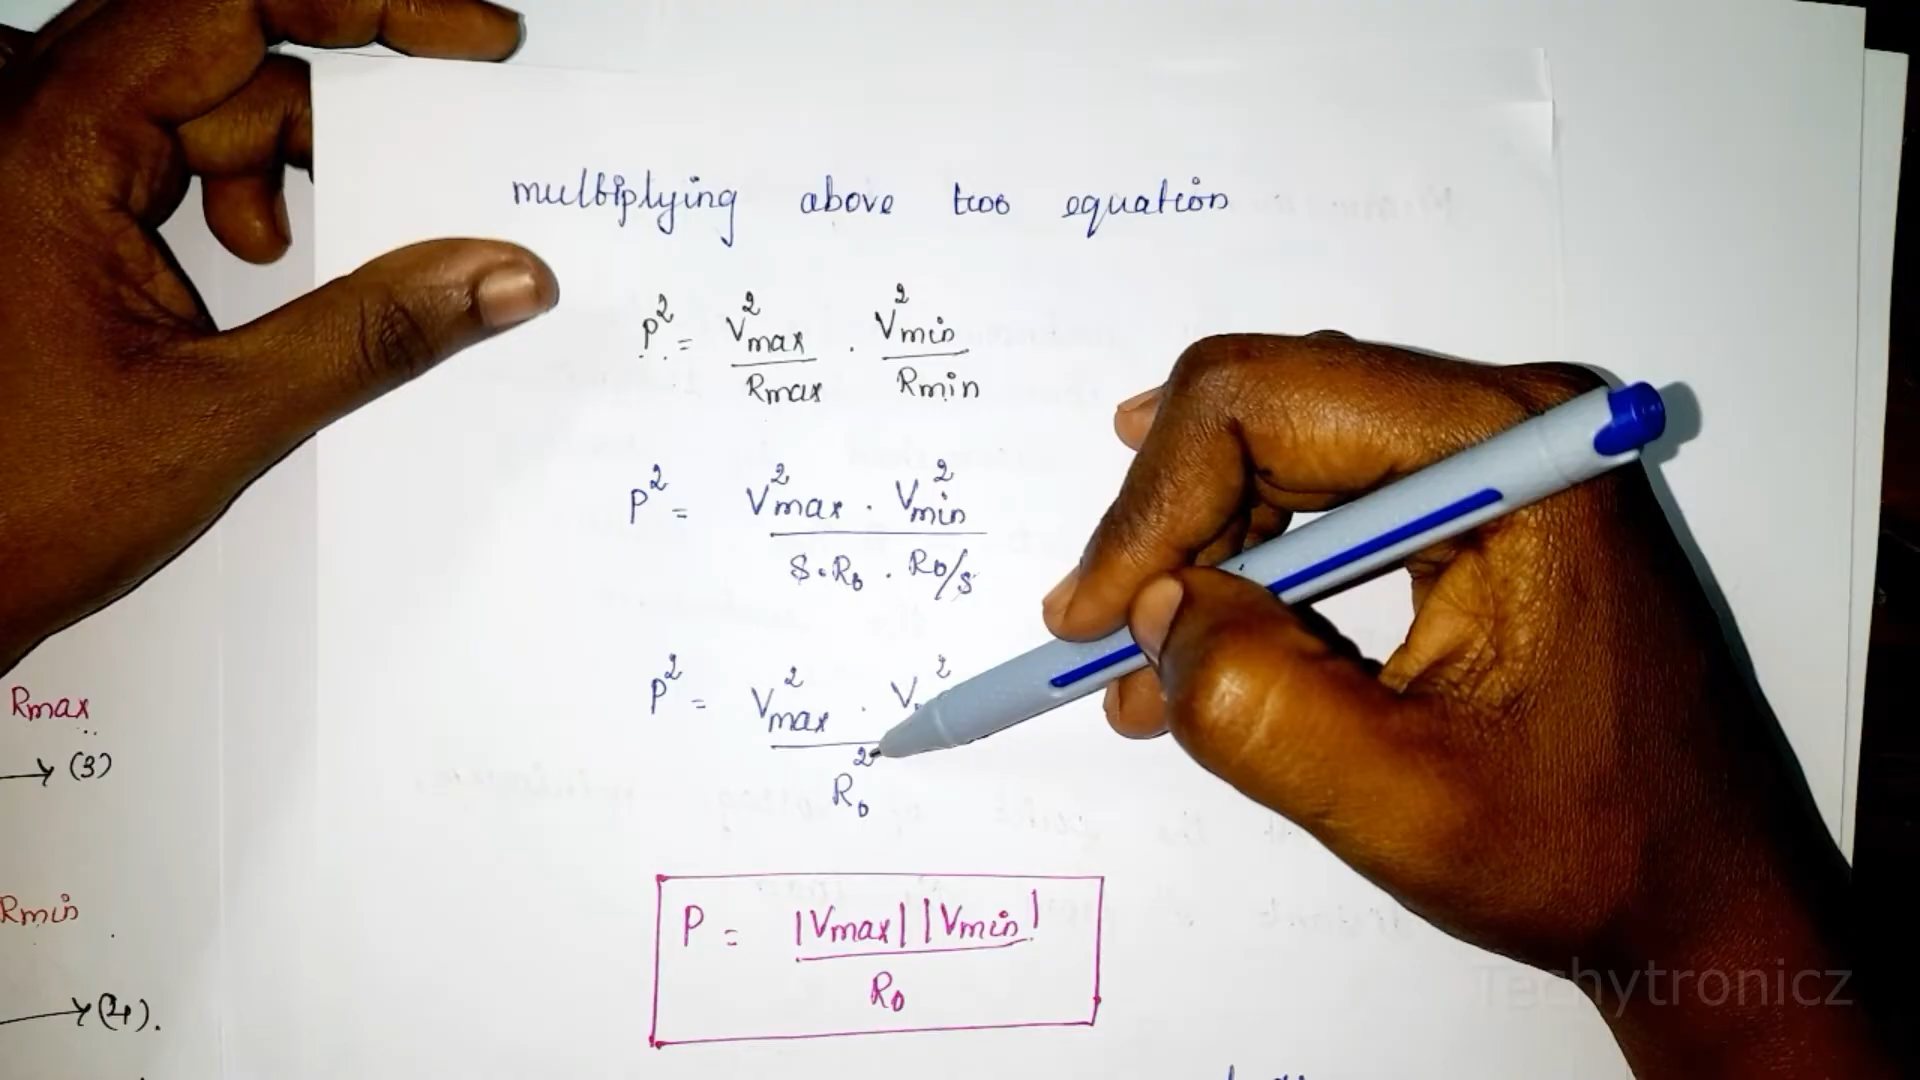 multiplying above two equation
P² = V²max/Rmax . V²min/Rmin
P² = V²max . V²min / S.R₀ . R₀/S
P² = V²max . V² / R₀²
P = |Vmax| |Vmin| / R₀
Rmax
→ (3)
Rmin
→ (4).
Techytronicz